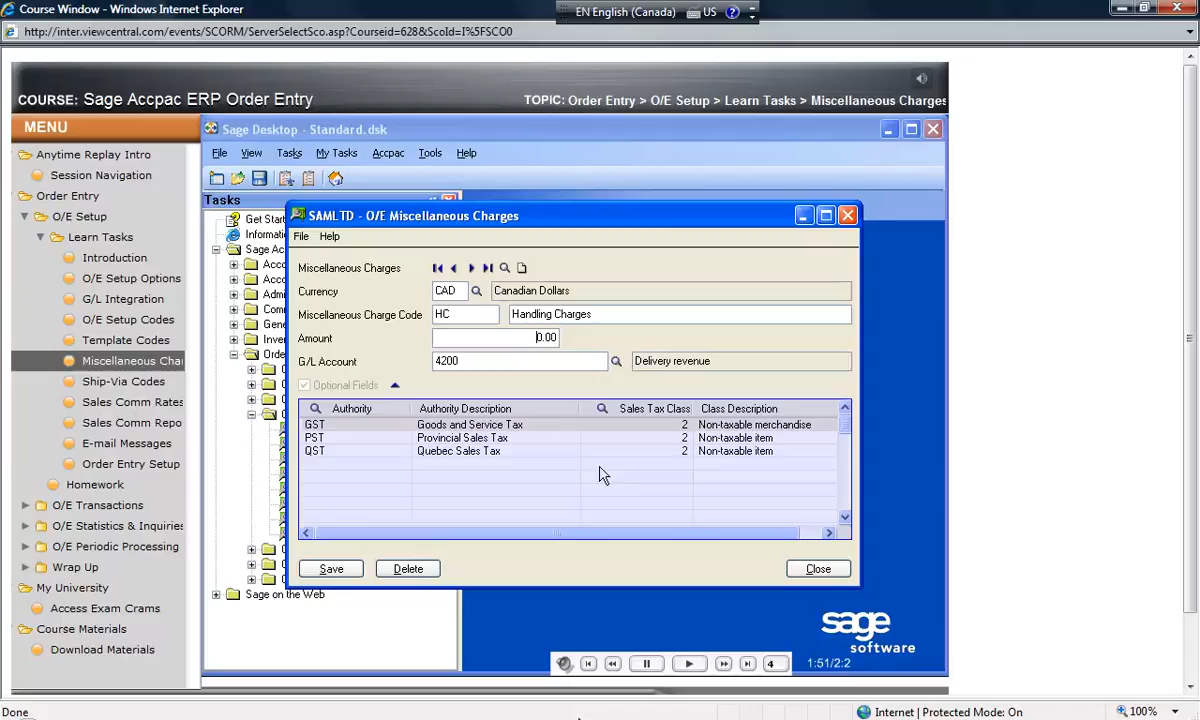 Course Window - Windows Internet Explorer
EN English (Canada) US
http://inter.viewcentral.com/events/SCORM/ServerSelectSco.asp?Courseid=628&ScoId=I%5FSCO0
COURSE: Sage Accpac ERP Order Entry
TOPIC: Order Entry > O/E Setup > Learn Tasks > Miscellaneous Charges
MENU
Anytime Replay Intro
Session Navigation
Order Entry
O/E Setup
Learn Tasks
Introduction
O/E Setup Options
G/L Integration
O/E Setup Codes
Template Codes
Miscellaneous Cha
Ship-Via Codes
Sales Comm Rates
Sales Comm Repo
E-mail Messages
Order Entry Setup
Homework
O/E Transactions
O/E Statistics & Inquiries
O/E Periodic Processing
Wrap Up
My University
Access Exam Crams
Course Materials
Download Materials
Sage Desktop - Standard.dsk
File View Tasks My Tasks Accpac Tools Help
Tasks
Get Start
Informati
Sage Ac
Acc
Acc
Admi
Comm
Gene
Inve
Orde
Sage on the Web
SAMLTD - O/E Miscellaneous Charges
File Help
Miscellaneous Charges
Currency CAD Canadian Dollars
Miscellaneous Charge Code HC Handling Charges
Amount 0.00
G/L Account 4200 Delivery revenue
Optional Fields
Authority Authority Description Sales Tax Class Class Description
GST Goods and Service Tax 2 Non-taxable merchandise
PST Provincial Sales Tax 2 Non-taxable item
QST Quebec Sales Tax 2 Non-taxable item
Save Delete Close
sage
software
4 1:51/2:2
Done
Internet | Protected Mode: On
100%